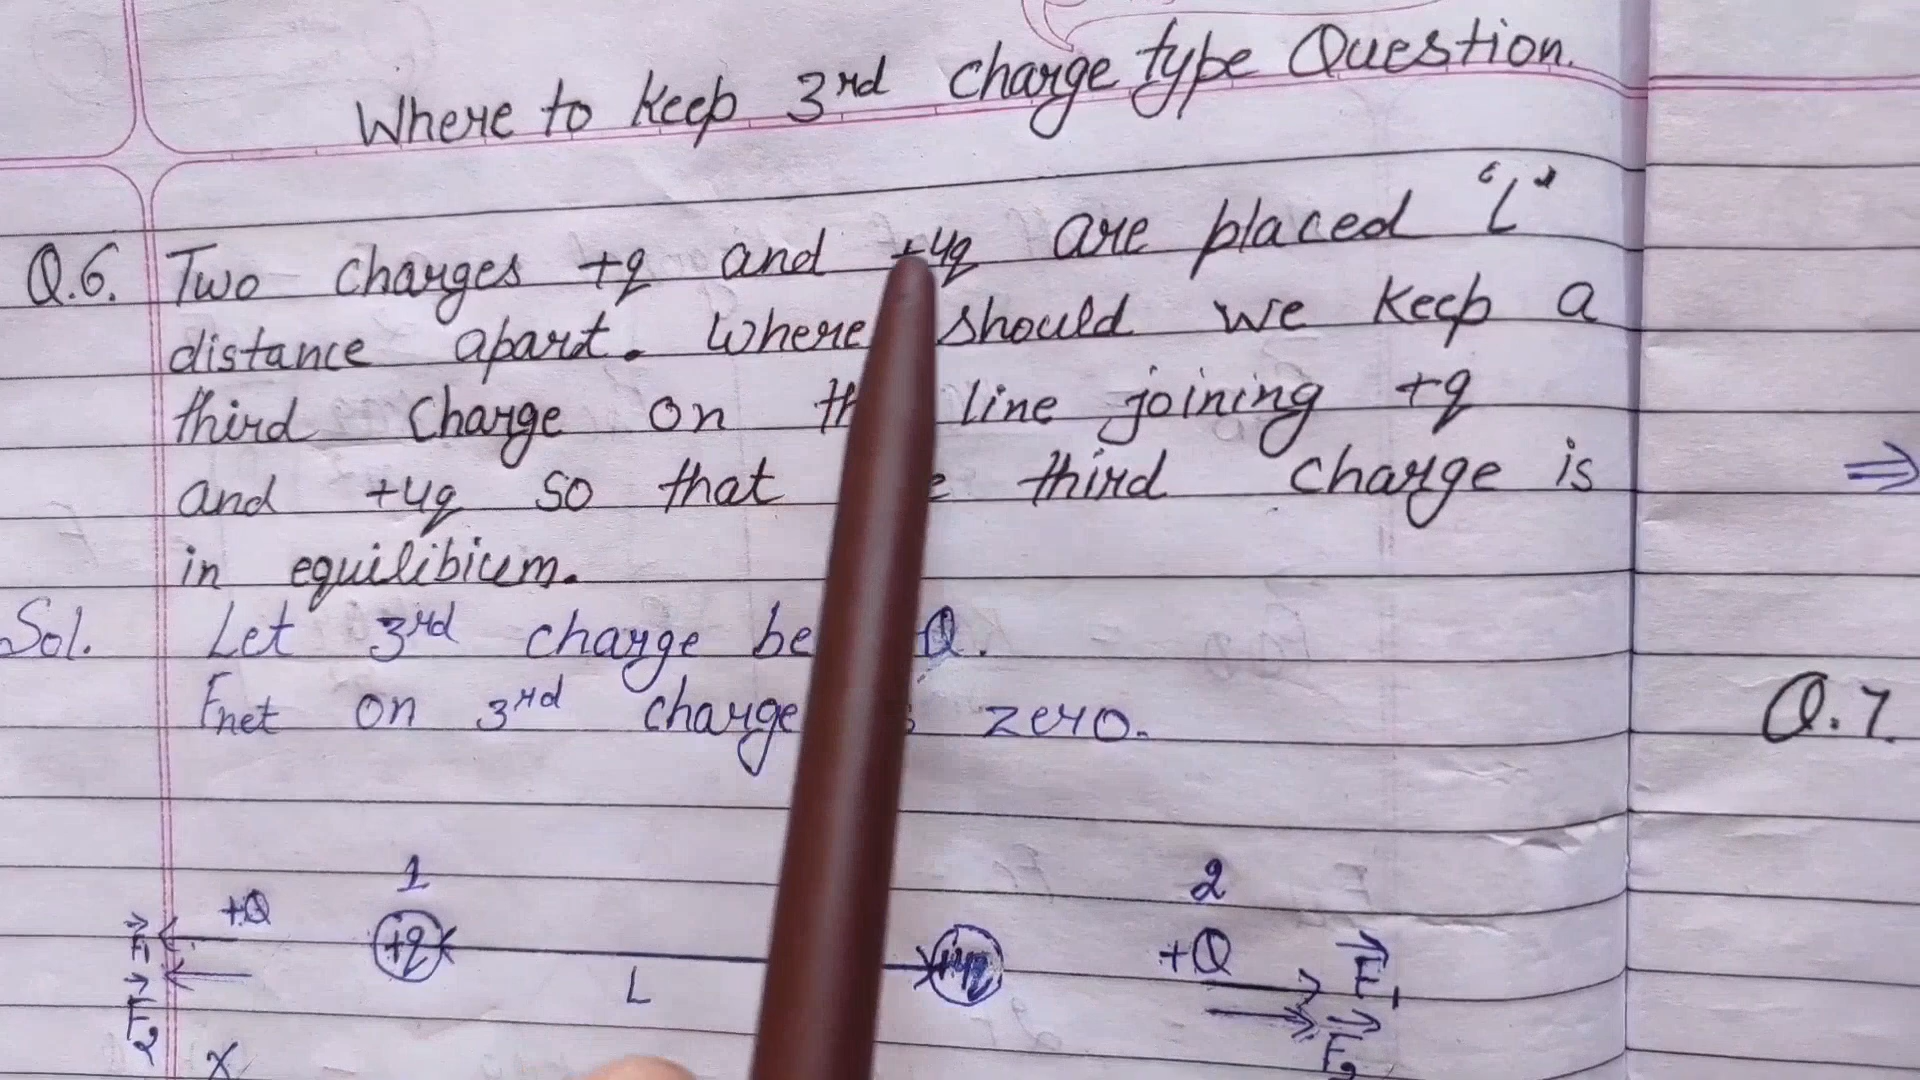 Where to keep 3rd charge type Question.
Q.6. Two charges +q and +4q are placed "L"
distance apart. Where should we keep a
third charge on line joining +q
and +4q so that third charge is
in equilibium.
Sol. Let 3rd charge be Q.
Fnet on 3rd charge zero.
Q.7.
1 2
+Q
F1 +q +Q F1
L
F2 F2
X